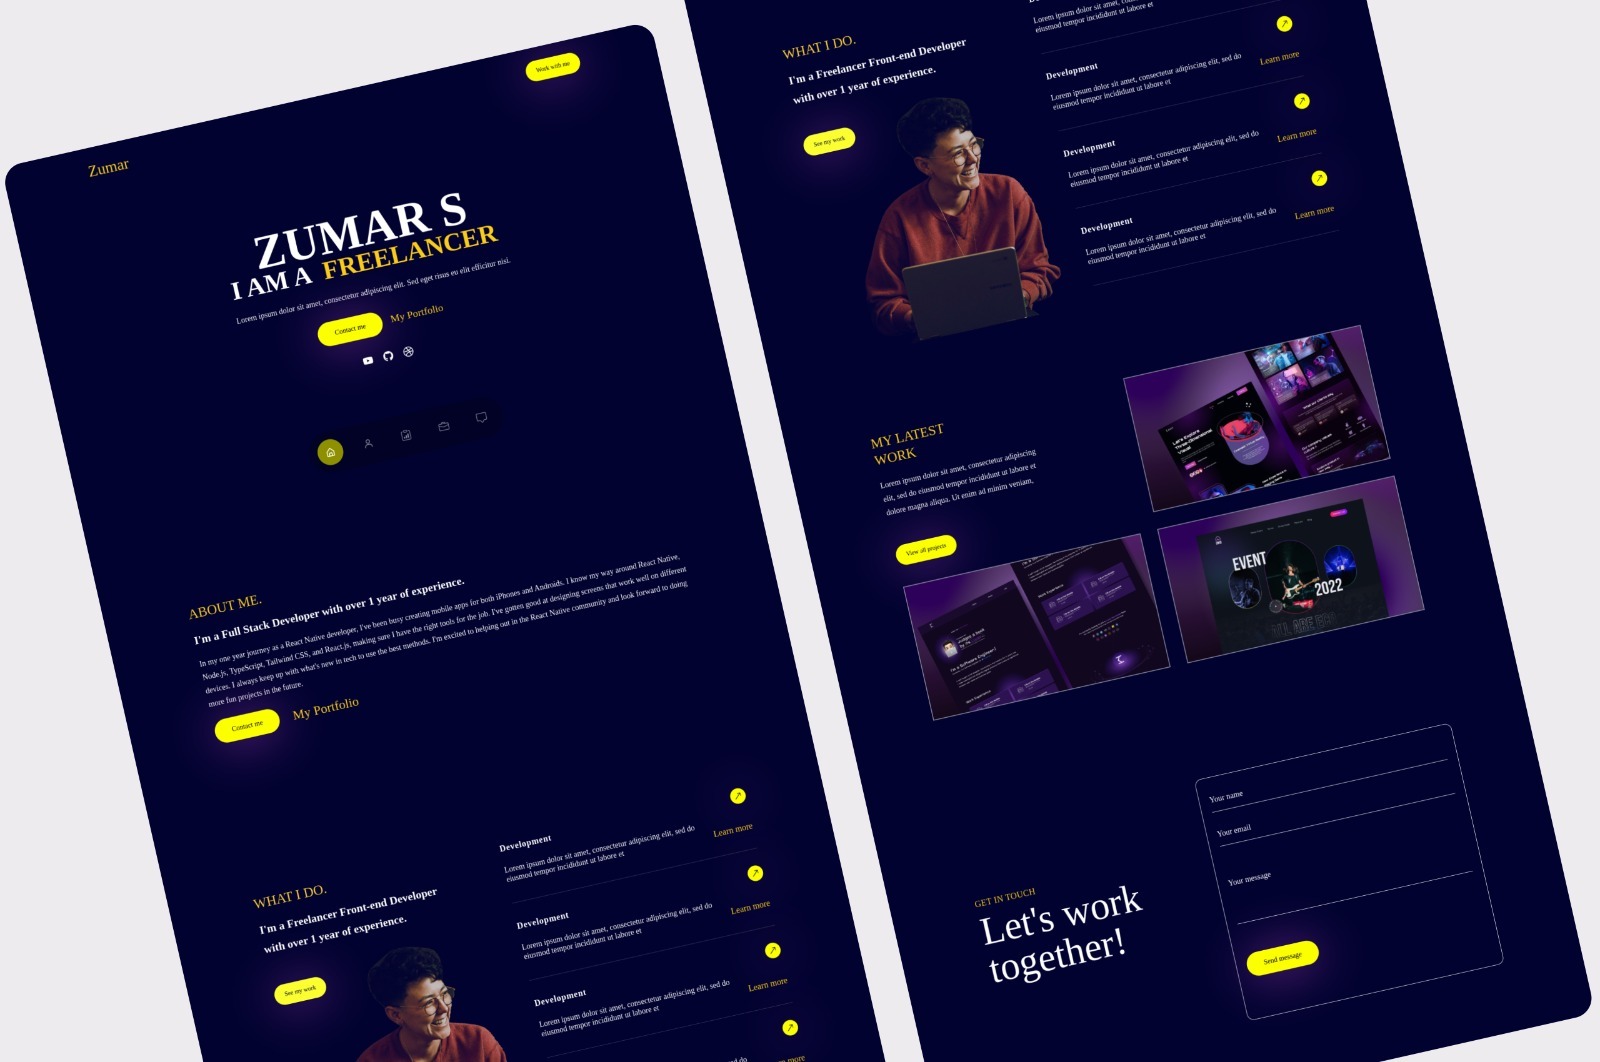 Work with me
Zumar
ZUMAR S
I AM A FREELANCER
Lorem ipsum dolor sit amet, consectetur adipiscing elit. Sed eget risus eu elit efficitur nisi.
Contact me
My Portfolio
ABOUT ME.
I'm a Full Stack Developer with over 1 year of experience.
In my one year journey as a React Native developer, I've been busy creating mobile apps for both iPhones and Androids. I know my way around React Native,
Node.js, TypeScript, Tailwind CSS, and React.js, making sure I have the right tools for the job. I've gotten good at designing screens that work well on different
devices. I always keep up with what's new in tech to use the best methods. I'm excited to helping out in the React Native community and look forward to doing
more fun projects in the future.
Contact me
My Portfolio
WHAT I DO.
I'm a Freelancer Front-end Developer
with over 1 year of experience.
See my work
Development
Lorem ipsum dolor sit amet, consectetur adipiscing elit, sed do
eiusmod tempor incididunt ut labore et
Learn more
Development
Lorem ipsum dolor sit amet, consectetur adipiscing elit, sed do
eiusmod tempor incididunt ut labore et
Learn more
Development
Lorem ipsum dolor sit amet, consectetur adipiscing elit, sed do
eiusmod tempor incididunt ut labore et
Learn more
more
WHAT I DO.
I'm a Freelancer Front-end Developer
with over 1 year of experience.
See my work
Lorem ipsum dolor sit amet, consectetur adipiscing
eiusmod tempor incididunt ut labore et
Development
Lorem ipsum dolor sit amet, consectetur adipiscing elit, sed do
eiusmod tempor incididunt ut labore et
Learn more
Development
Lorem ipsum dolor sit amet, consectetur adipiscing elit, sed do
eiusmod tempor incididunt ut labore et
Learn more
Development
Lorem ipsum dolor sit amet, consectetur adipiscing elit, sed do
eiusmod tempor incididunt ut labore et
Learn more
MY LATEST
WORK
Lorem ipsum dolor sit amet, consectetur adipiscing
elit, sed do eiusmod tempor incididunt ut labore et
dolore magna aliqua. Ut enim ad minim veniam,
View all projects
Let's Explore
Three-dimensional
Visual
EVENT
2022
I'm a Software Engineer
Work Experience
GET IN TOUCH
Let's work
together!
Your name
Your email
Your message
Send message